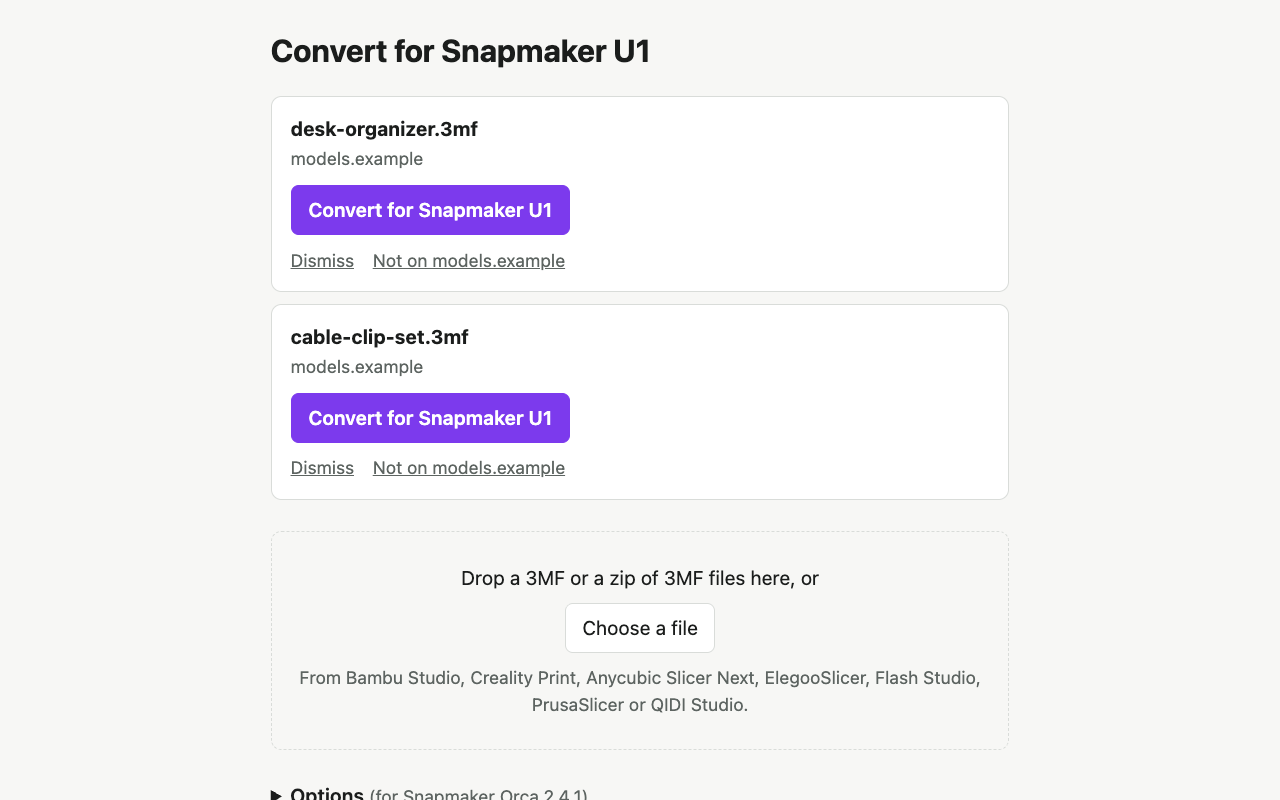 Convert for Snapmaker U1
desk-organizer.3mf
models.example
Convert for Snapmaker U1
Dismiss Not on models.example
cable-clip-set.3mf
models.example
Convert for Snapmaker U1
Dismiss Not on models.example
Drop a 3MF or a zip of 3MF files here, or
Choose a file
From Bambu Studio, Creality Print, Anycubic Slicer Next, ElegooSlicer, Flash Studio,
PrusaSlicer or QIDI Studio.
Options (for Snapmaker Orca 2.4.1)